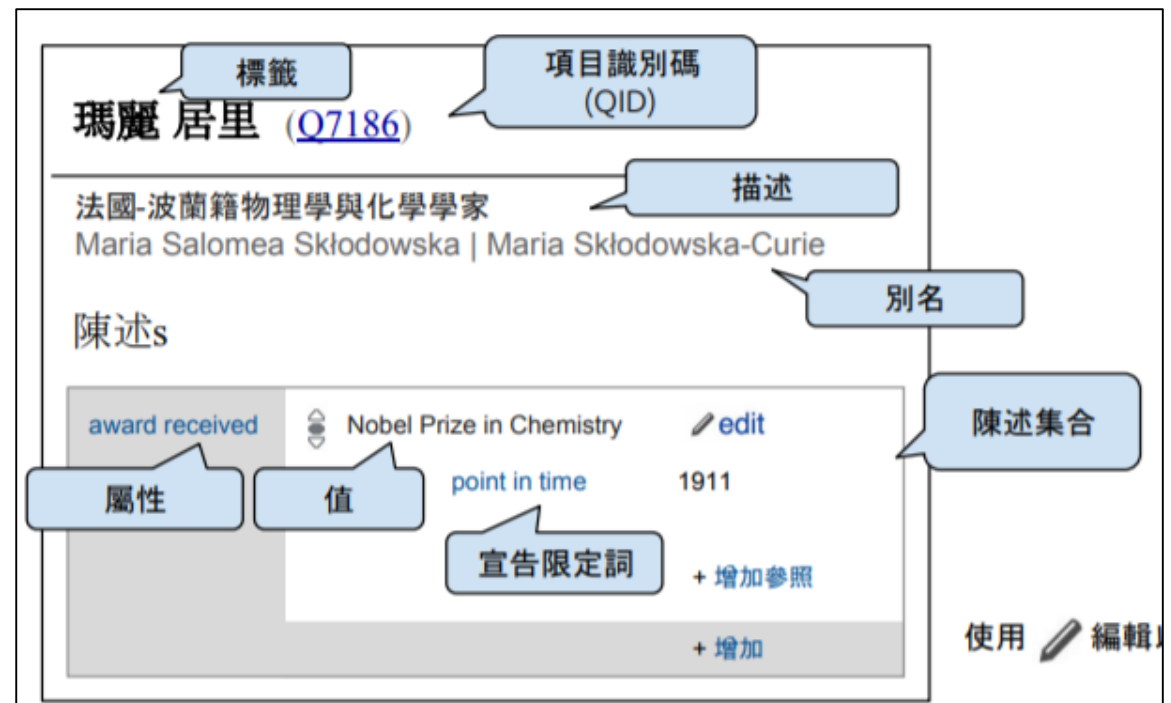 標籤
項目識別碼
(QID)
瑪麗 居里 (Q7186)
描述
法國-波蘭籍物理學與化學學家
Maria Salomea Skłodowska | Maria Skłodowska-Curie
別名
陳述s
陳述集合
award received Nobel Prize in Chemistry edit
屬性 值
point in time 1911
宣告限定詞
+ 增加參照
+ 增加
使用 編輯